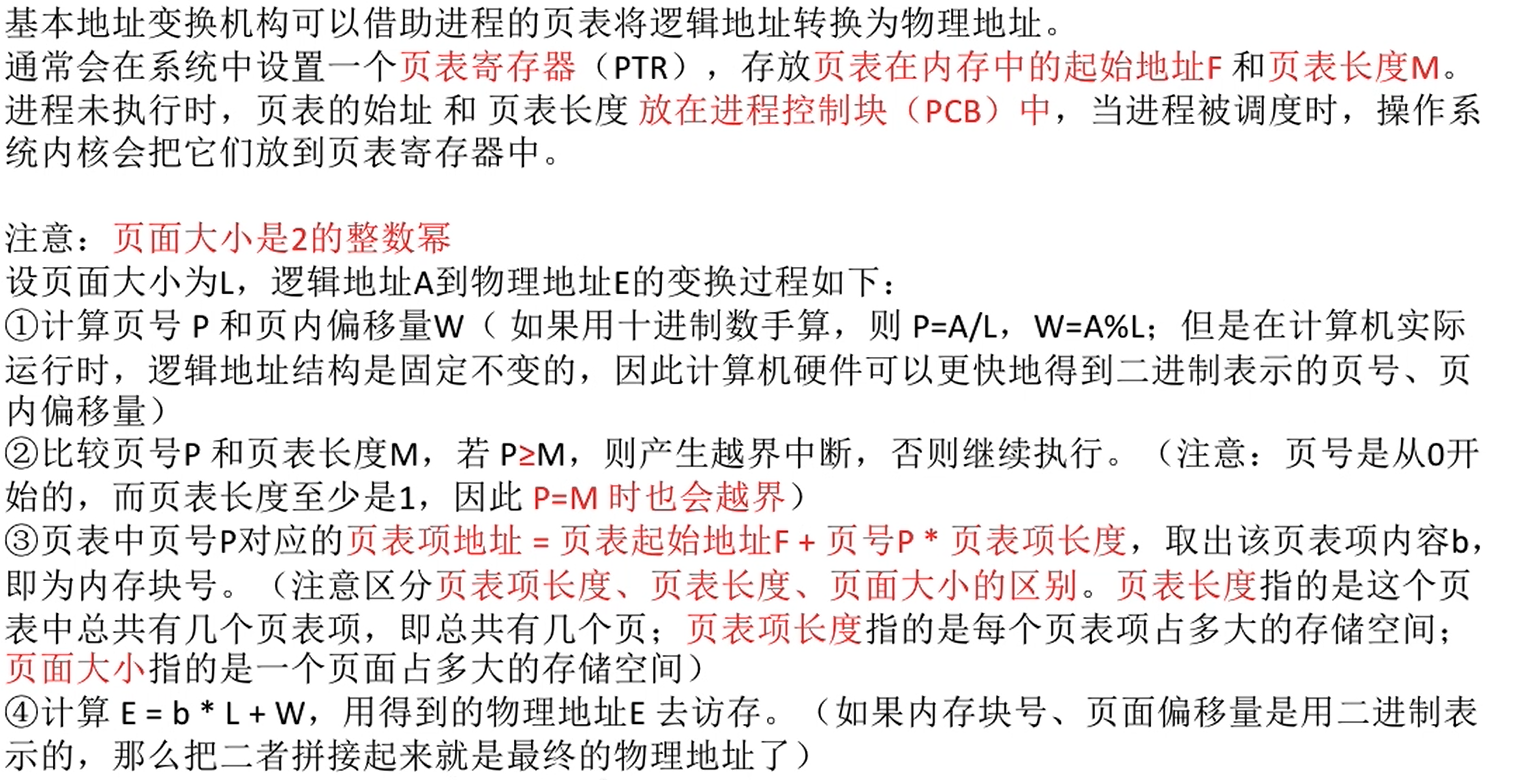 基本地址变换机构可以借助进程的页表将逻辑地址转换为物理地址。
通常会在系统中设置一个页表寄存器（PTR），存放页表在内存中的起始地址F 和页表长度M。
进程未执行时，页表的始址 和 页表长度 放在进程控制块（PCB）中，当进程被调度时，操作系
统内核会把它们放到页表寄存器中。
注意：页面大小是2的整数幂
设页面大小为L，逻辑地址A到物理地址E的变换过程如下：
①计算页号 P 和页内偏移量W（ 如果用十进制数手算，则 P=A/L，W=A%L；但是在计算机实际
运行时，逻辑地址结构是固定不变的，因此计算机硬件可以更快地得到二进制表示的页号、页
内偏移量）
②比较页号P 和页表长度M，若 P≥M，则产生越界中断，否则继续执行。（注意：页号是从0开
始的，而页表长度至少是1，因此 P=M 时也会越界）
③页表中页号P对应的页表项地址 = 页表起始地址F + 页号P * 页表项长度，取出该页表项内容b，
即为内存块号。（注意区分页表项长度、页表长度、页面大小的区别。页表长度指的是这个页
表中总共有几个页表项，即总共有几个页；页表项长度指的是每个页表项占多大的存储空间；
页面大小指的是一个页面占多大的存储空间）
④计算 E = b * L + W，用得到的物理地址E 去访存。（如果内存块号、页面偏移量是用二进制表
示的，那么把二者拼接起来就是最终的物理地址了）